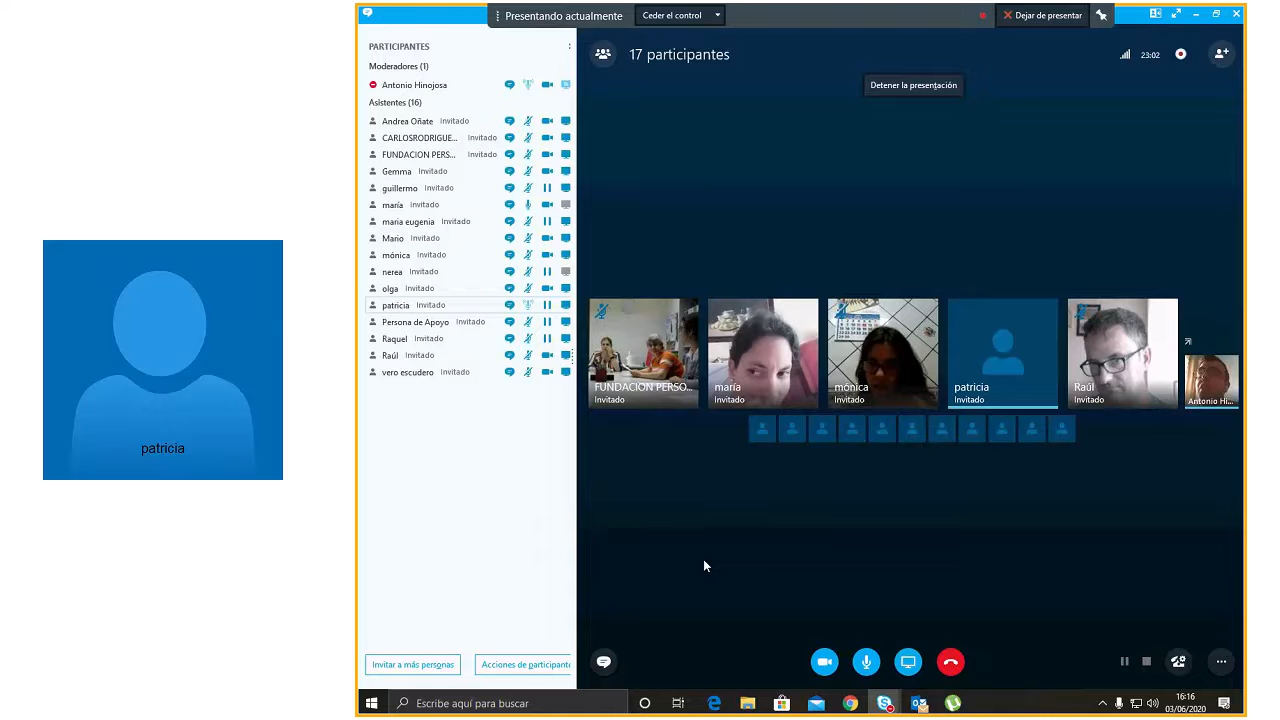 Presentando actualmente
Ceder el control
Dejar de presentar
PARTICIPANTES
Moderadores (1)
Antonio Hinojosa
Asistentes (16)
Andrea Oñate Invitado
CARLOSRODRIGUE... Invitado
FUNDACION PERS... Invitado
Gemma Invitado
guillermo Invitado
maría Invitado
maria eugenia Invitado
Mario Invitado
mónica Invitado
nerea Invitado
olga Invitado
patricia Invitado
Persona de Apoyo Invitado
Raquel Invitado
Raúl Invitado
vero escudero Invitado
Invitar a más personas
Acciones de participante
17 participantes
23:02
Detener la presentación
FUNDACION PERSO...
Invitado
maría
Invitado
mónica
Invitado
patricia
Invitado
Raúl
Invitado
Antonio Hi...
patricia
Escribe aquí para buscar
16:16
03/06/2020